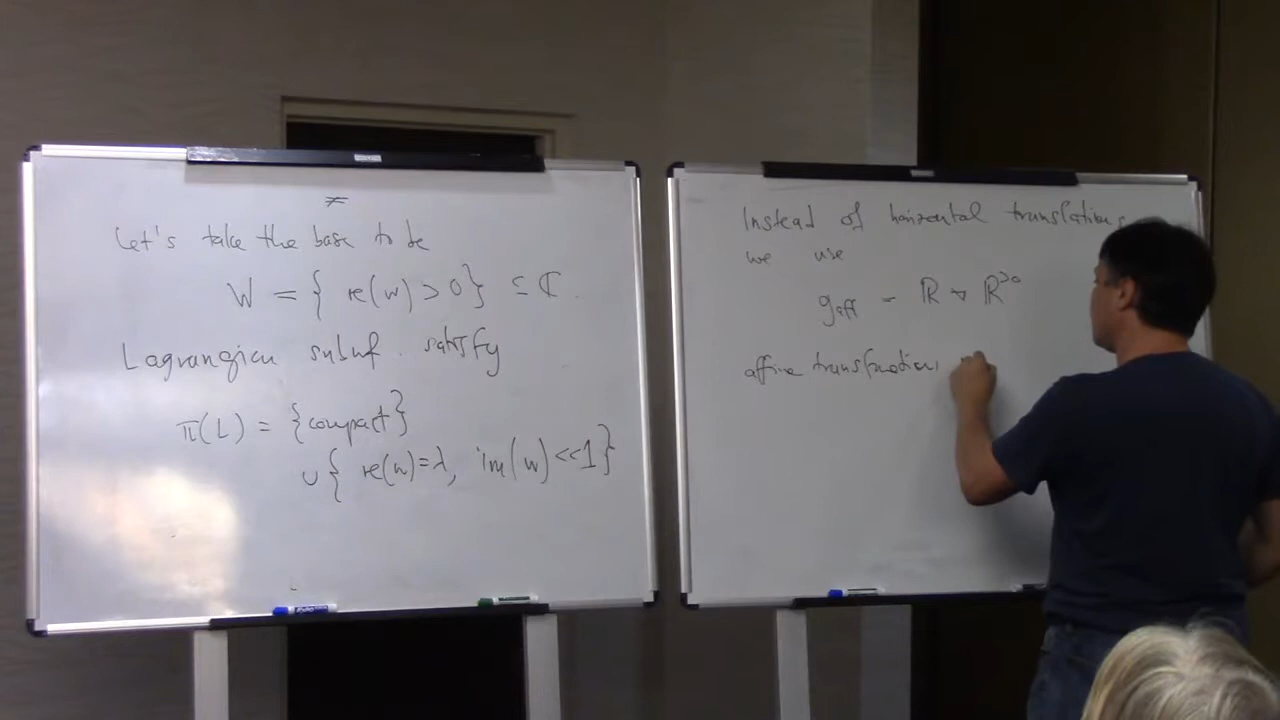 ≠
Let's take the base to be
W = { re(w) > 0 } ⊆ ℂ.
Lagrangian submf. satisfy
π(L) = {compact}
∪ { re(w) = λ, im(w) << 1 }
Instead of horizontal translations
we use
g_aff = ℝ ⋊ ℝ^{>0}
affine transformations